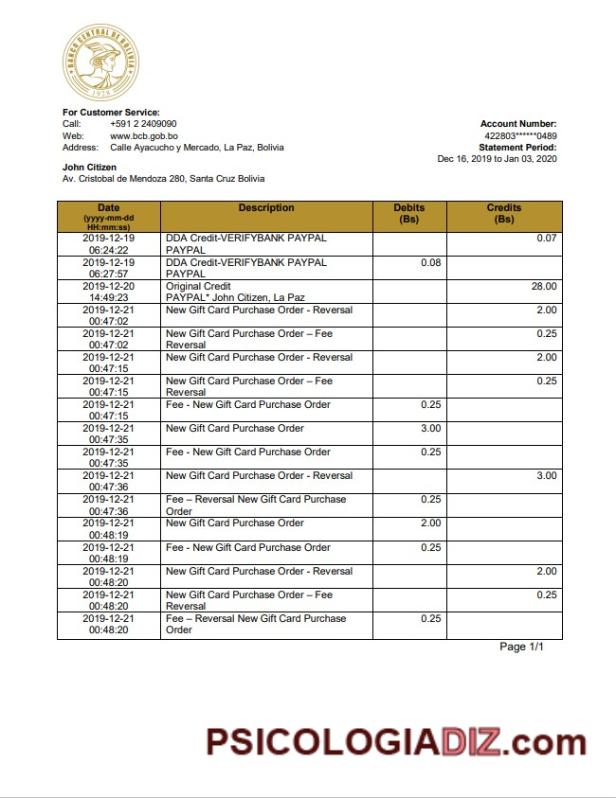 BANCO CENTRAL DE BOLIVIA
1928
For Customer Service:
Call: +591 2 2409090
Web: www.bcb.gob.bo
Address: Calle Ayacucho y Mercado, La Paz, Bolivia
Account Number:
422803******0489
Statement Period:
Dec 16, 2019 to Jan 03, 2020
John Citizen
Av. Cristobal de Mendoza 280, Santa Cruz Bolivia
Date (yyyy-mm-dd HH:mm:ss) Description Debits (Bs) Credits (Bs)
2019-12-19 06:24:22 DDA Credit-VERIFYBANK PAYPAL PAYPAL 0.07
2019-12-19 06:27:57 DDA Credit-VERIFYBANK PAYPAL PAYPAL 0.08
2019-12-20 14:49:23 Original Credit PAYPAL* John Citizen, La Paz 28.00
2019-12-21 00:47:02 New Gift Card Purchase Order - Reversal 2.00
2019-12-21 00:47:02 New Gift Card Purchase Order – Fee Reversal 0.25
2019-12-21 00:47:15 New Gift Card Purchase Order - Reversal 2.00
2019-12-21 00:47:15 New Gift Card Purchase Order – Fee Reversal 0.25
2019-12-21 00:47:15 Fee - New Gift Card Purchase Order 0.25
2019-12-21 00:47:35 New Gift Card Purchase Order 3.00
2019-12-21 00:47:35 Fee - New Gift Card Purchase Order 0.25
2019-12-21 00:47:36 New Gift Card Purchase Order - Reversal 3.00
2019-12-21 00:47:36 Fee – Reversal New Gift Card Purchase Order 0.25
2019-12-21 00:48:19 New Gift Card Purchase Order 2.00
2019-12-21 00:48:19 Fee - New Gift Card Purchase Order 0.25
2019-12-21 00:48:20 New Gift Card Purchase Order - Reversal 2.00
2019-12-21 00:48:20 New Gift Card Purchase Order – Fee Reversal 0.25
2019-12-21 00:48:20 Fee – Reversal New Gift Card Purchase Order 0.25
Page 1/1
PSICOLOGIADIZ.com